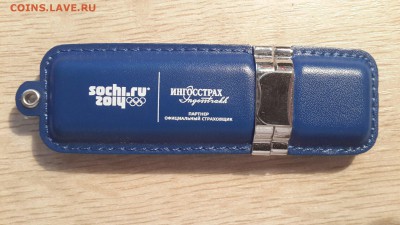 COINS.LAVE.RU
sochi.ru
2014
ИНГОССТРАХ
Ingosstrakh
ПАРТНЕР
ОФИЦИАЛЬНЫЙ СТРАХОВЩИК